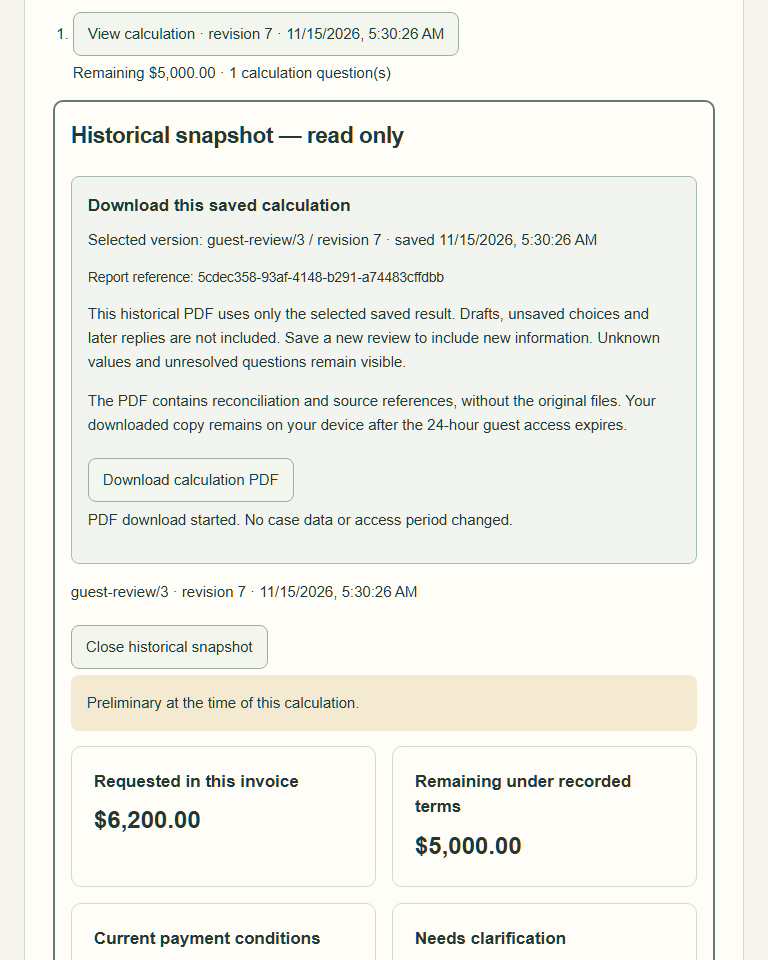 1. View calculation · revision 7 · 11/15/2026, 5:30:26 AM
Remaining $5,000.00 · 1 calculation question(s)
Historical snapshot — read only
Download this saved calculation
Selected version: guest-review/3 / revision 7 · saved 11/15/2026, 5:30:26 AM
Report reference: 5cdec358-93af-4148-b291-a74483cffdbb
This historical PDF uses only the selected saved result. Drafts, unsaved choices and
later replies are not included. Save a new review to include new information. Unknown
values and unresolved questions remain visible.
The PDF contains reconciliation and source references, without the original files. Your
downloaded copy remains on your device after the 24-hour guest access expires.
Download calculation PDF
PDF download started. No case data or access period changed.
guest-review/3 · revision 7 · 11/15/2026, 5:30:26 AM
Close historical snapshot
Preliminary at the time of this calculation.
Requested in this invoice
$6,200.00
Remaining under recorded
terms
$5,000.00
Current payment conditions
Needs clarification